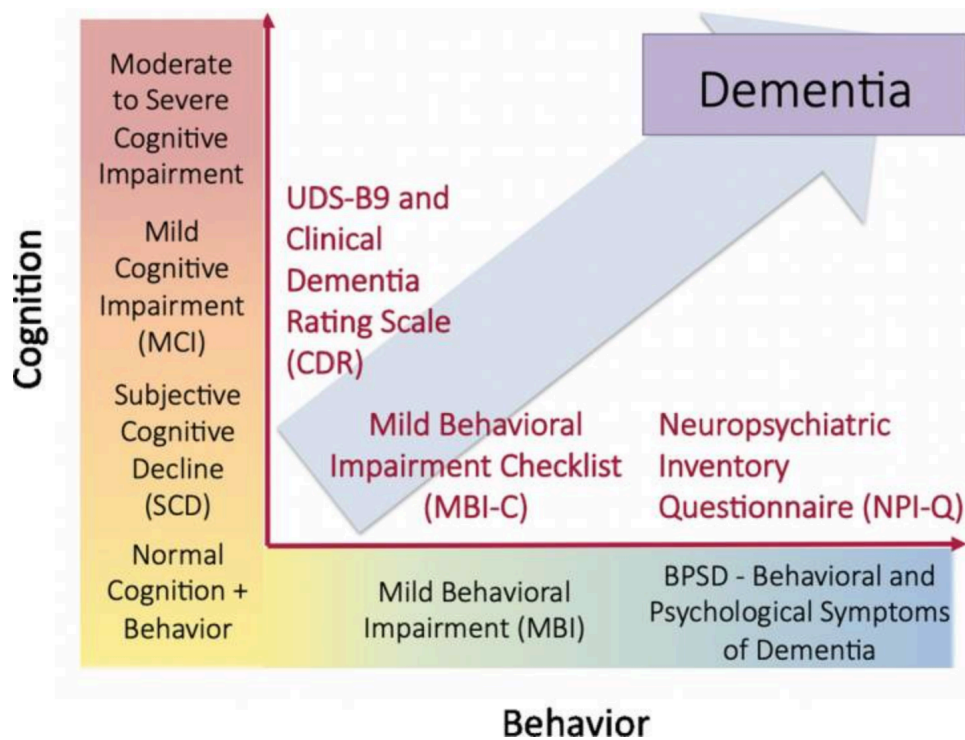 Cognition
Moderate
to Severe
Cognitive
Impairment
Mild
Cognitive
Impairment
(MCI)
Subjective
Cognitive
Decline
(SCD)
Normal
Cognition +
Behavior
Dementia
UDS-B9 and
Clinical
Dementia
Rating Scale
(CDR)
Mild Behavioral
Impairment Checklist
(MBI-C)
Neuropsychiatric
Inventory
Questionnaire (NPI-Q)
Mild Behavioral
Impairment (MBI)
BPSD - Behavioral and
Psychological Symptoms
of Dementia
Behavior